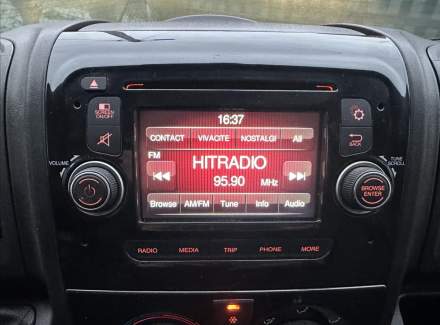 SCREEN
ON/OFF
16:37
CONTACT VIVACITE NOSTALGI All
FM
HITRADIO
95.90 MHz
Browse AM/FM Tune Info Audio
VOLUME
BACK
TUNE
SCROLL
BROWSE
ENTER
RADIO MEDIA TRIP PHONE MORE